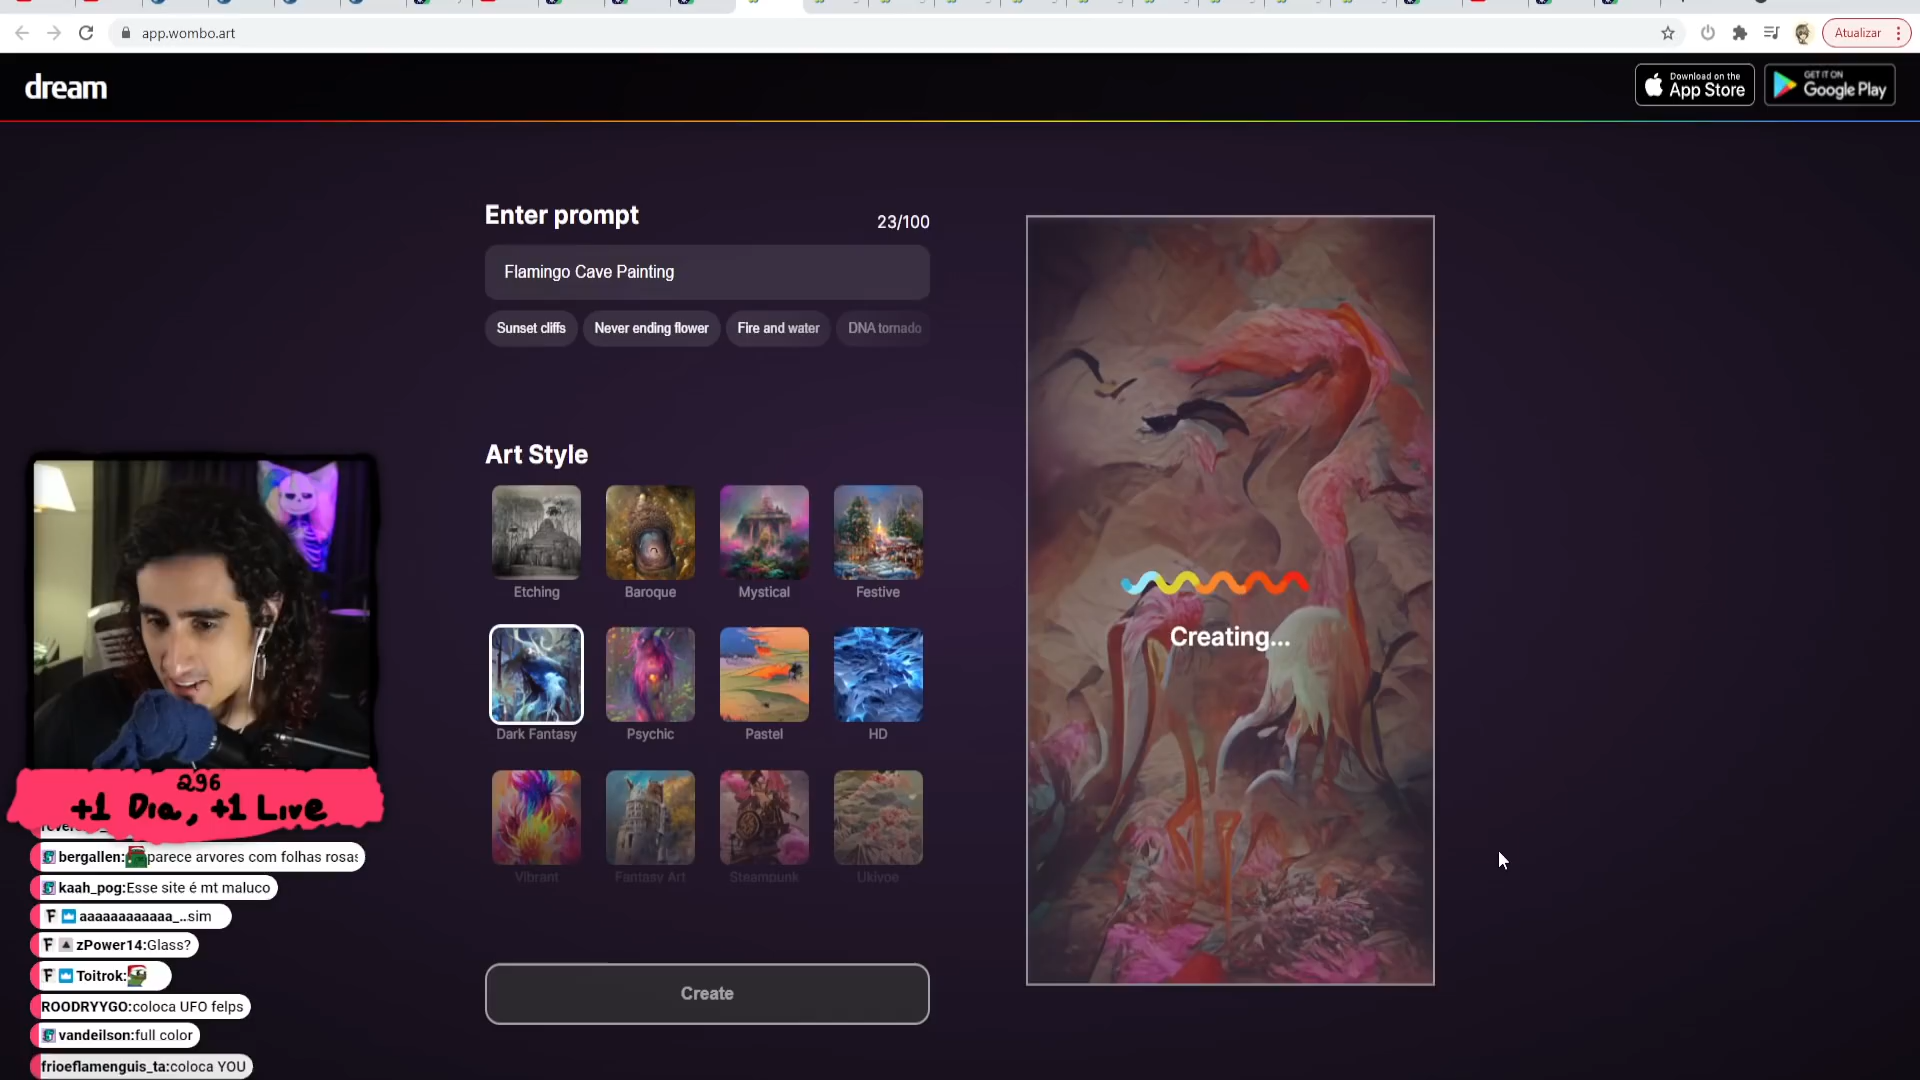 app.wombo.art
Atualizar
dream
Download on the
App Store
GET IT ON
Google Play
Enter prompt
23/100
Flamingo Cave Painting
Sunset cliffs
Never ending flower
Fire and water
DNA tornado
Art Style
Etching
Baroque
Mystical
Festive
Dark Fantasy
Psychic
Pastel
HD
Vibrant
Fantasy Art
Steampunk
Ukiyoe
Create
Creating...
296
+1 Dia, +1 Live
bergallen: parece arvores com folhas rosas
kaah_pog:Esse site é mt maluco
aaaaaaaaaaaa_..sim
zPower14:Glass?
Toitrok:
ROODRYYGO:coloca UFO felps
vandeilson:full color
frioeflamenguis_ta:coloca YOU